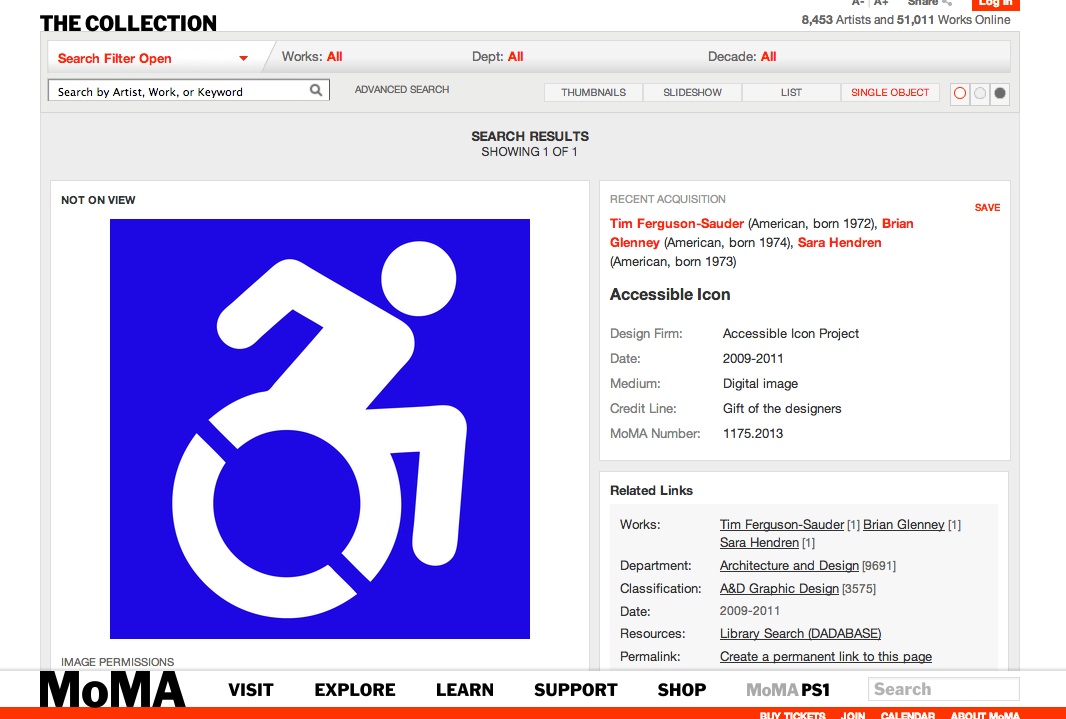 A- | A+ Share Log in
THE COLLECTION
8,453 Artists and 51,011 Works Online
Search Filter Open
Works: All
Dept: All
Decade: All
Search by Artist, Work, or Keyword
ADVANCED SEARCH
THUMBNAILS
SLIDESHOW
LIST
SINGLE OBJECT
SEARCH RESULTS
SHOWING 1 OF 1
NOT ON VIEW
IMAGE PERMISSIONS
RECENT ACQUISITION
SAVE
Tim Ferguson-Sauder (American, born 1972), Brian
Glenney (American, born 1974), Sara Hendren
(American, born 1973)
Accessible Icon
Design Firm: Accessible Icon Project
Date: 2009-2011
Medium: Digital image
Credit Line: Gift of the designers
MoMA Number: 1175.2013
Related Links
Works: Tim Ferguson-Sauder [1] Brian Glenney [1]
Sara Hendren [1]
Department: Architecture and Design [9691]
Classification: A&D Graphic Design [3575]
Date: 2009-2011
Resources: Library Search (DADABASE)
Permalink: Create a permanent link to this page
MoMA
VISIT
EXPLORE
LEARN
SUPPORT
SHOP
MoMAPS1
Search
BUY TICKETS JOIN CALENDAR ABOUT MoMA